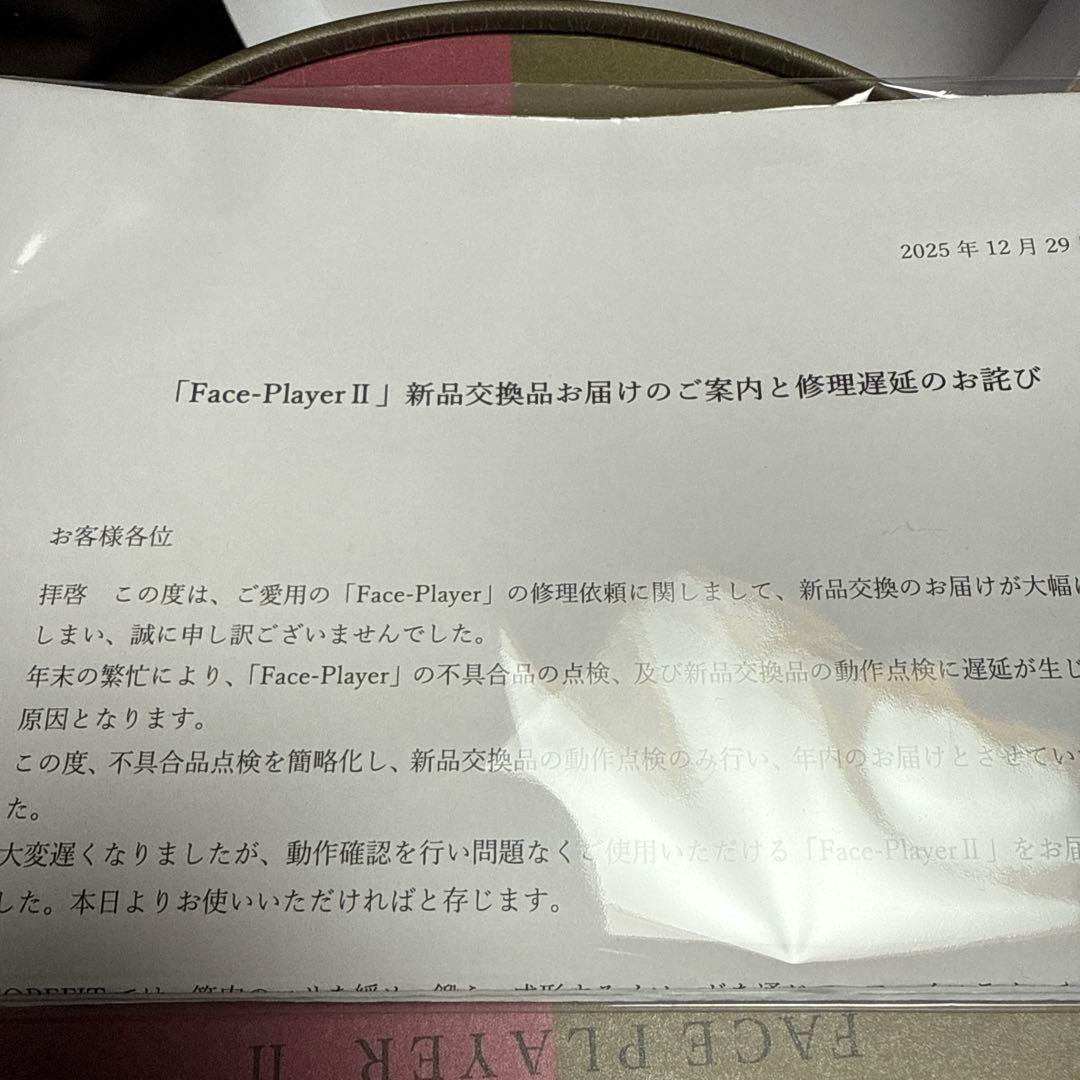 2025 年 12 月 29
「Face-Player Ⅱ」新品交換品お届けのご案内と修理遅延のお詫び
お客様各位
拝啓　この度は、ご愛用の「Face-Player」の修理依頼に関しまして、新品交換のお届けが大幅に
しまい、誠に申し訳ございませんでした。
年末の繁忙により、「Face-Player」の不具合品の点検、及び新品交換品の動作点検に遅延が生じ
原因となります。
この度、不具合品点検を簡略化し、新品交換品の動作点検のみ行い、年内のお届けとさせてい
た。
大変遅くなりましたが、動作確認を行い問題なくご使用いただける「Face-Player Ⅱ」をお届
した。本日よりお使いいただければと存じます。
FACE PLAYER Ⅱ